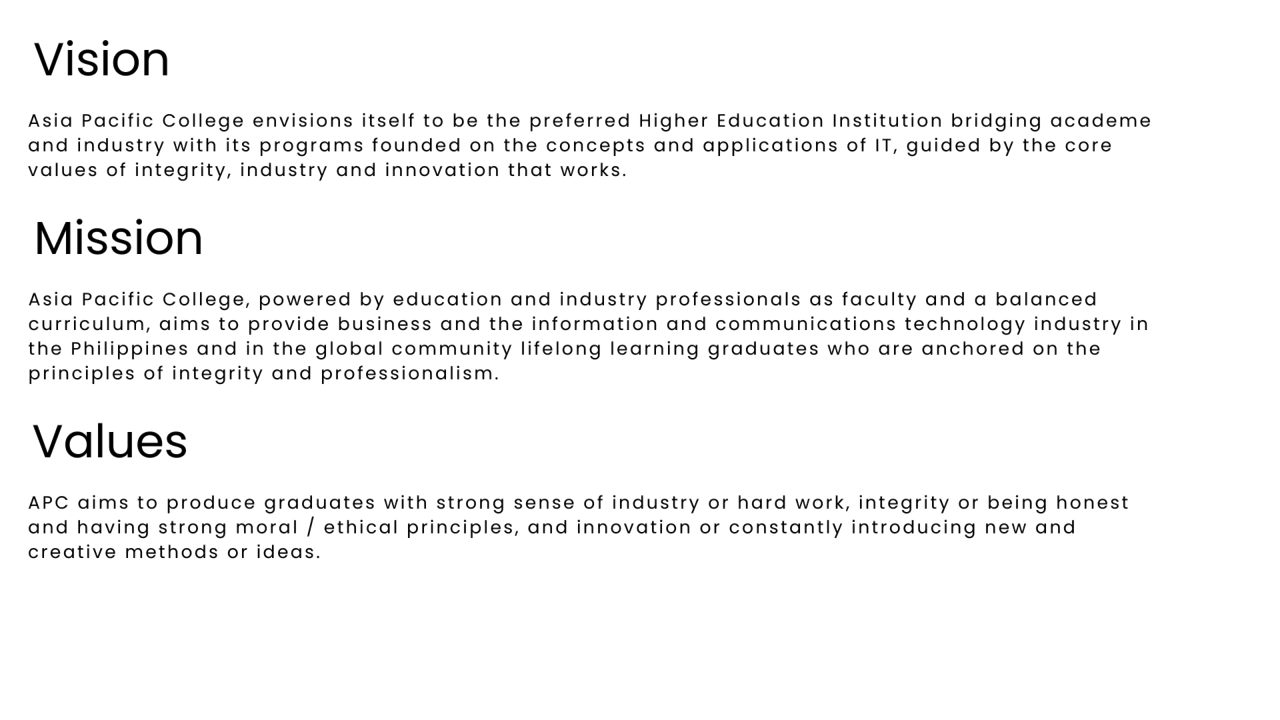 Vision
Asia Pacific College envisions itself to be the preferred Higher Education Institution bridging academe
and industry with its programs founded on the concepts and applications of IT, guided by the core
values of integrity, industry and innovation that works.
Mission
Asia Pacific College, powered by education and industry professionals as faculty and a balanced
curriculum, aims to provide business and the information and communications technology industry in
the Philippines and in the global community lifelong learning graduates who are anchored on the
principles of integrity and professionalism.
Values
APC aims to produce graduates with strong sense of industry or hard work, integrity or being honest
and having strong moral / ethical principles, and innovation or constantly introducing new and
creative methods or ideas.